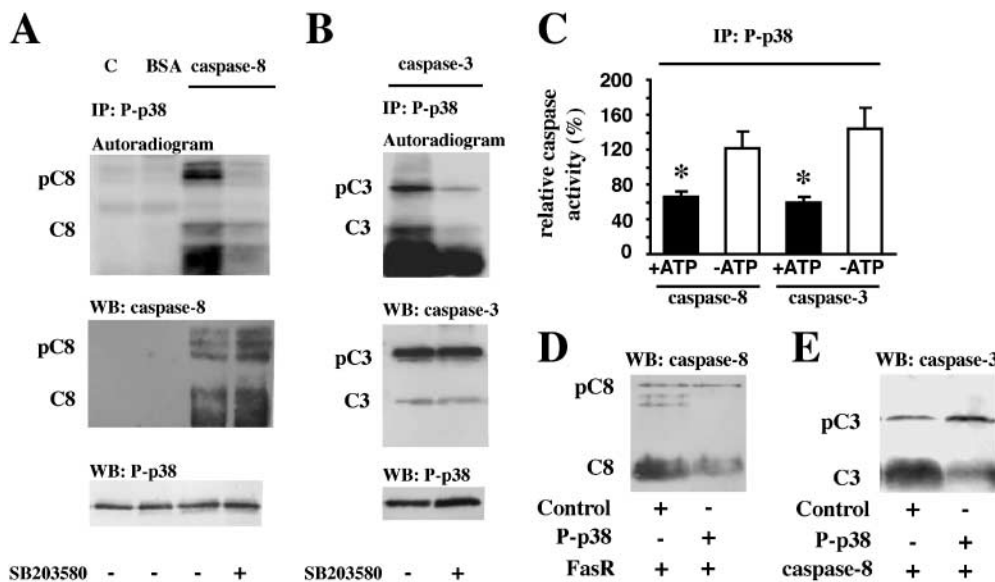 A
C BSA caspase-8
IP: P-p38
Autoradiogram
pC8
C8
WB: caspase-8
pC8
C8
WB: P-p38
SB203580 - - - +
B
caspase-3
IP: P-p38
Autoradiogram
pC3
C3
WB: caspase-3
pC3
C3
WB: P-p38
SB203580 - +
C
IP: P-p38
relative caspase
activity (%)
200
160
120
80
40
0
* *
+ATP -ATP +ATP -ATP
caspase-8 caspase-3
D
WB: caspase-8
pC8
C8
Control + -
P-p38 - +
FasR + +
E
WB: caspase-3
pC3
C3
Control + -
P-p38 - +
caspase-8 + +